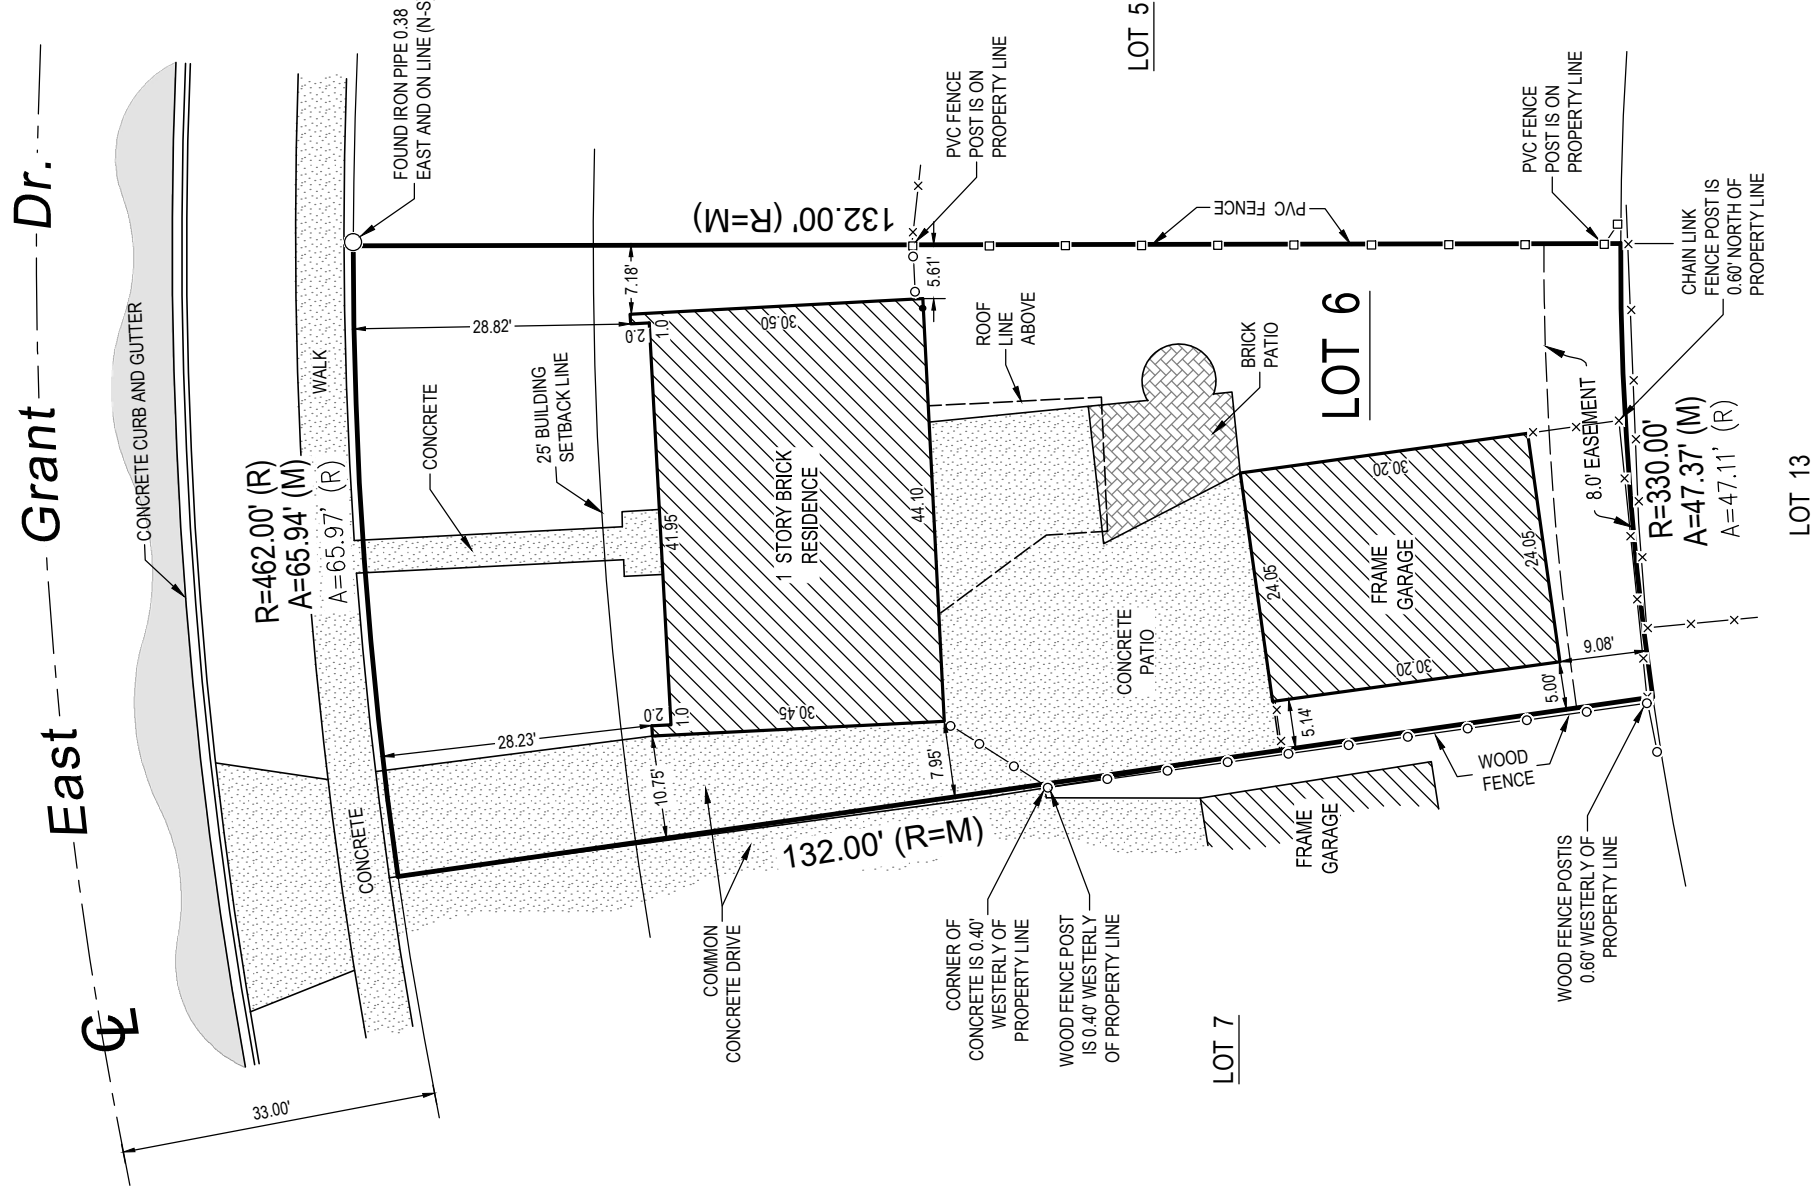 East Grant Dr.
℄
33.00'
CONCRETE CURB AND GUTTER
WALK
CONCRETE
R=462.00' (R)
A=65.94' (M)
A=65.97' (R)
FOUND IRON PIPE 0.38
EAST AND ON LINE (N-S
28.82'
7.18'
CONCRETE
25' BUILDING
SETBACK LINE
28.23'
10.75'
2.0
1.0
2.0
1.0
41.95
30.50
30.45
44.10
1 STORY BRICK
RESIDENCE
132.00' (R=M)
5.61'
7.95'
PVC FENCE
POST IS ON
PROPERTY LINE
LOT 5
ROOF
LINE
ABOVE
BRICK
PATIO
CONCRETE
PATIO
PVC FENCE
LOT 6
FRAME
GARAGE
24.05
30.20
30.20
24.05
5.14'
5.00'
9.08'
8.0' EASEMENT
PVC FENCE
POST IS ON
PROPERTY LINE
CHAIN LINK
FENCE POST IS
0.60' NORTH OF
PROPERTY LINE
R=330.00'
A=47.37' (M)
A=47.11' (R)
LOT 13
132.00' (R=M)
COMMON
CONCRETE DRIVE
CORNER OF
CONCRETE IS 0.40'
WESTERLY OF
PROPERTY LINE
WOOD FENCE POST
IS 0.40' WESTERLY
OF PROPERTY LINE
LOT 7
FRAME
GARAGE
WOOD
FENCE
WOOD FENCE POSTIS
0.60' WESTERLY OF
PROPERTY LINE